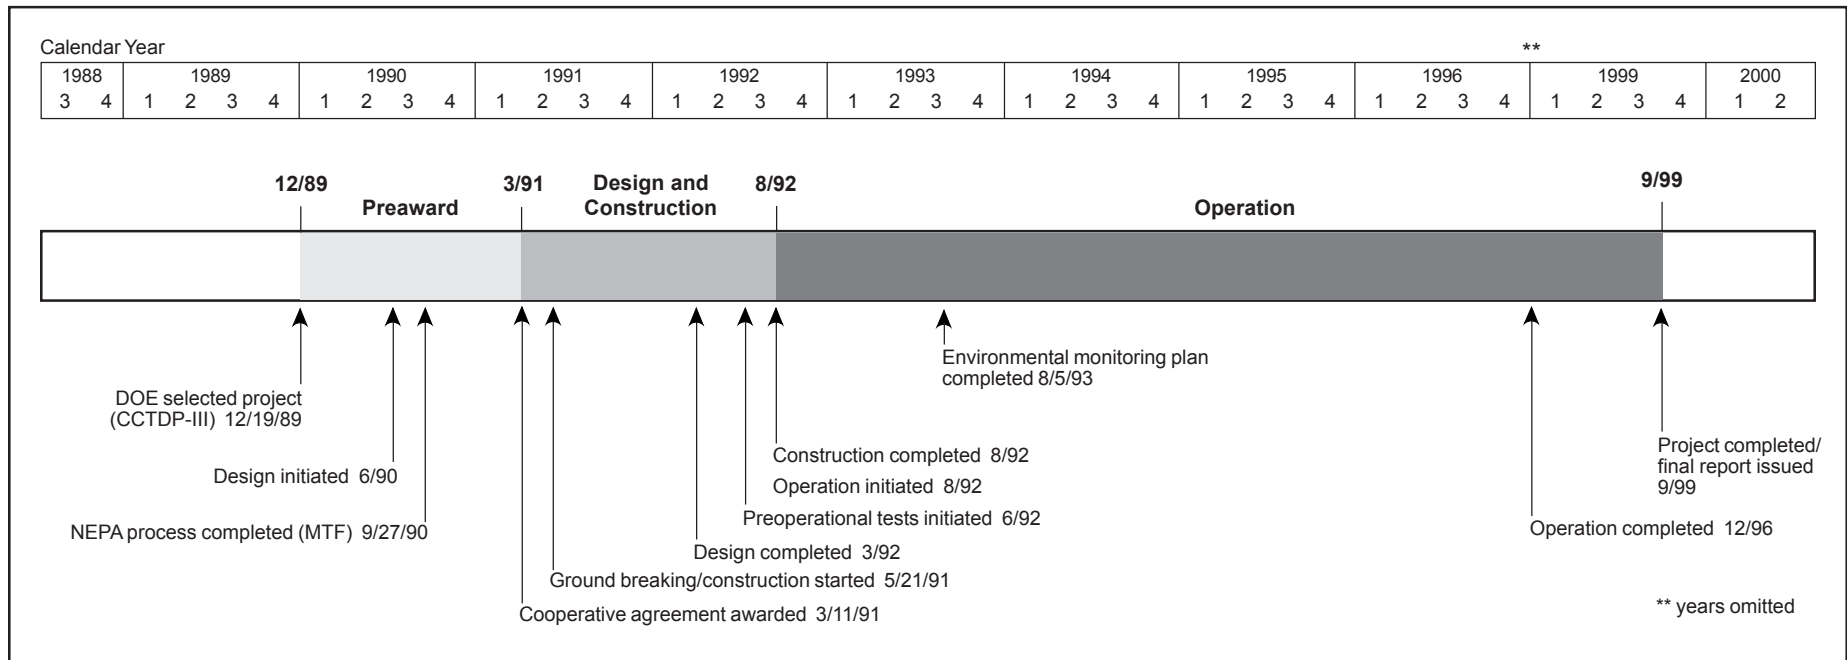 Calendar Year
**
1988 1989 1990 1991 1992 1993 1994 1995 1996 1999 2000
3 4 1 2 3 4 1 2 3 4 1 2 3 4 1 2 3 4 1 2 3 4 1 2 3 4 1 2 3 4 1 2 3 4 1 2 3 4 1 2
12/89
Preaward
3/91
Design and
Construction
8/92
Operation
9/99
DOE selected project
(CCTDP-III) 12/19/89
Design initiated 6/90
NEPA process completed (MTF) 9/27/90
Environmental monitoring plan
completed 8/5/93
Construction completed 8/92
Operation initiated 8/92
Preoperational tests initiated 6/92
Design completed 3/92
Ground breaking/construction started 5/21/91
Cooperative agreement awarded 3/11/91
Project completed/
final report issued
9/99
Operation completed 12/96
** years omitted